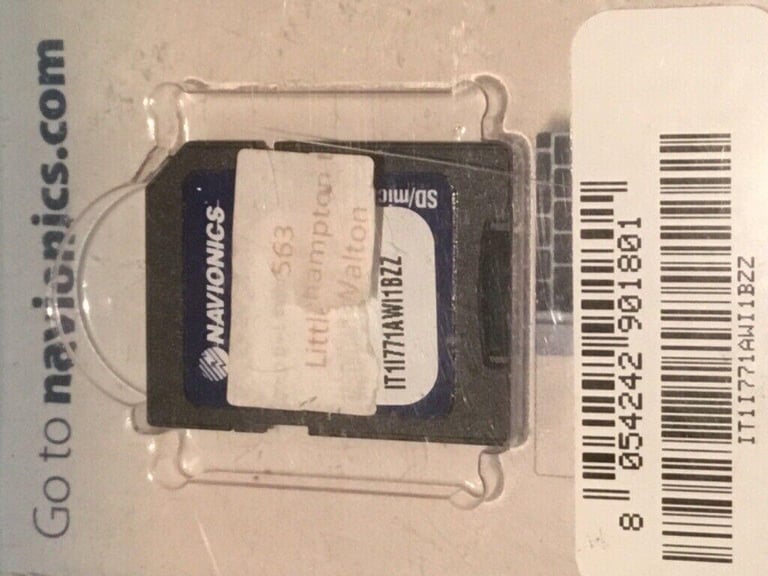 Go to navionics.com
NAVIONICS
563
Littlehampton
Walton
SD/mic
IT1I771AWI1BZZ
8 054242 901801
IT1I771AWI1BZZ